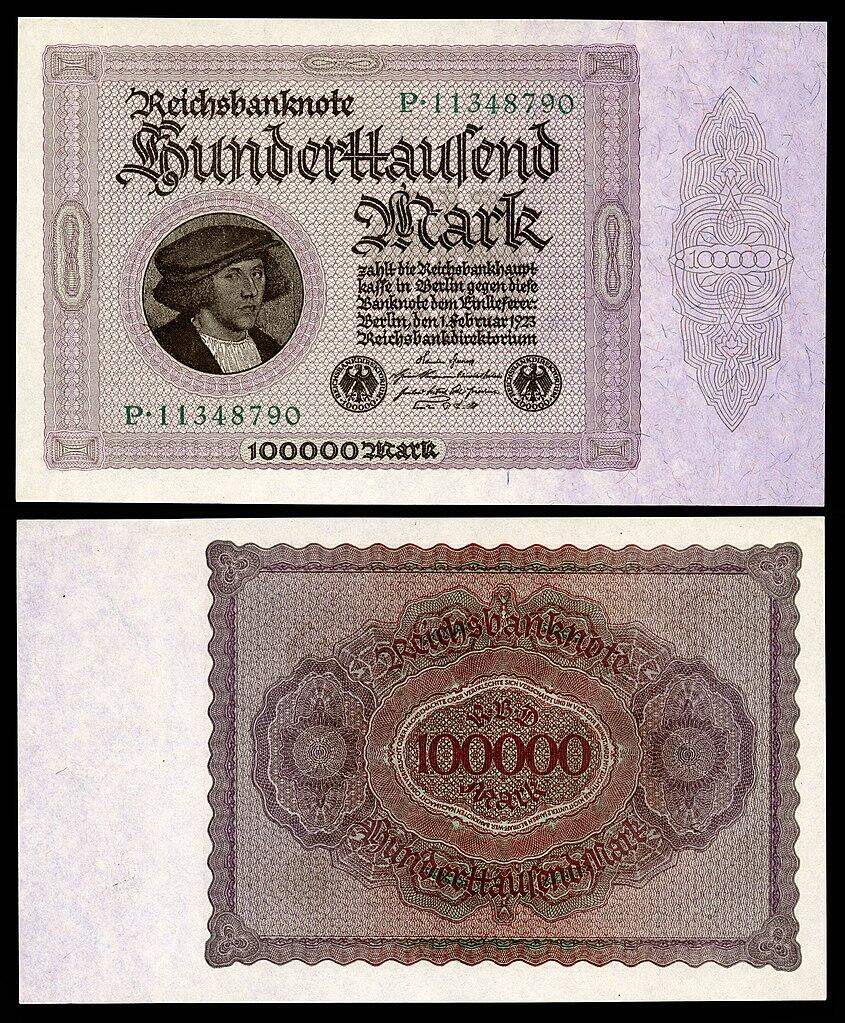 Reichsbanknote
P·11348790
Hunderttauſend
Mark
100000
zahlt die Reichsbankhaupt
kaſſe in Berlin gegen dieſe
Banknote dem Einlieferer.
Berlin, den 1. Februar 1923
Reichsbankdirektorium
P·11348790
100000 Mark
Reichsbanknote
RBD
100000
Mark
Hunderttauſend Mark